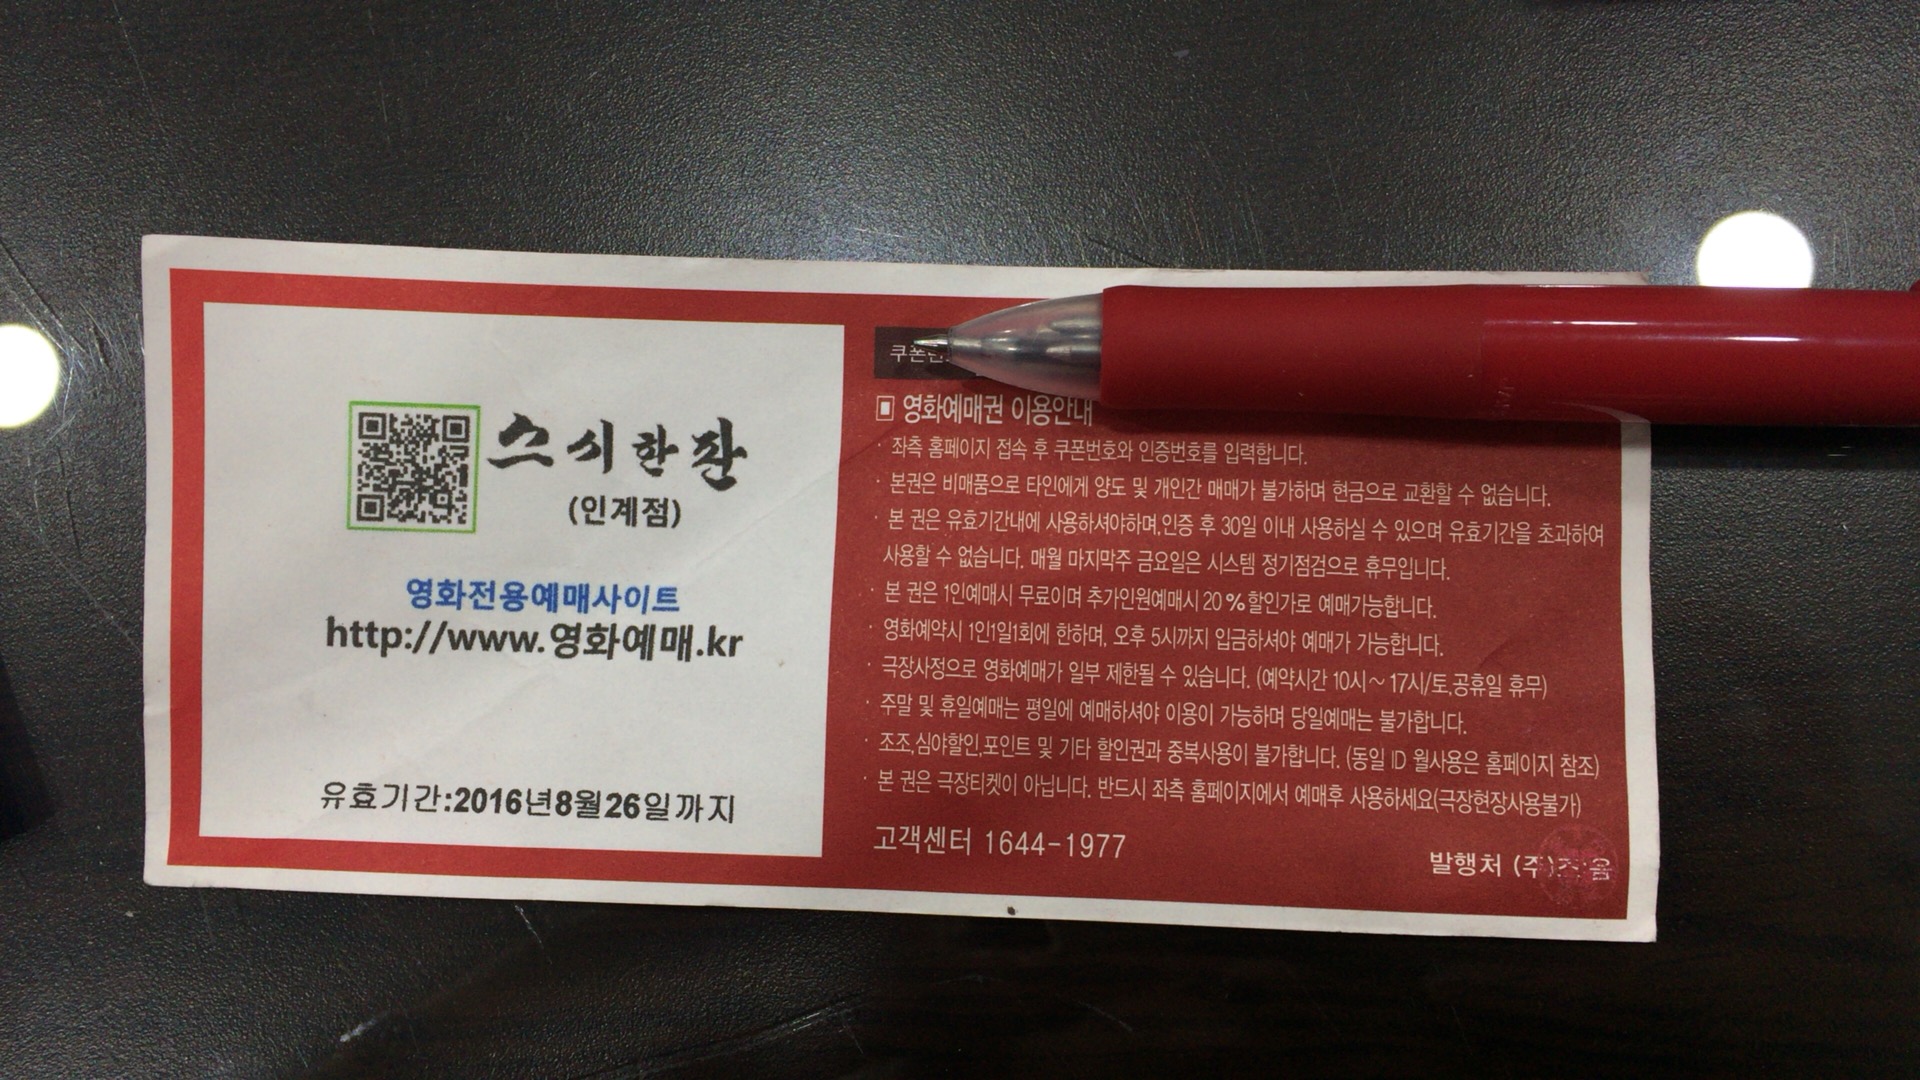 스시한잔
(인계점)
영화전용예매사이트
http://www.영화예매.kr
유효기간:2016년8월26일까지
영화예매권 이용안내
· 좌측 홈페이지 접속 후 쿠폰번호와 인증번호를 입력합니다.
· 본권은 비매품으로 타인에게 양도 및 개인간 매매가 불가하며 현금으로 교환할 수 없습니다.
· 본 권은 유효기간내에 사용하셔야하며,인증 후 30일 이내 사용하실 수 있으며 유효기간을 초과하여
사용할 수 없습니다. 매월 마지막주 금요일은 시스템 정기점검으로 휴무입니다.
· 본 권은 1인예매시 무료이며 추가인원예매시 20%할인가로 예매가능합니다.
· 영화예약시 1인1일1회에 한하며, 오후 5시까지 입금하셔야 예매가 가능합니다.
· 극장사정으로 영화예매가 일부 제한될 수 있습니다. (예약시간 10시~ 17시/토,공휴일 휴무)
· 주말 및 휴일예매는 평일에 예매하셔야 이용이 가능하며 당일예매는 불가합니다.
· 조조,심야할인,포인트 및 기타 할인권과 중복사용이 불가합니다. (동일 ID 월사용은 홈페이지 참조)
· 본 권은 극장티켓이 아닙니다. 반드시 좌측 홈페이지에서 예매후 사용하세요(극장현장사용불가)
고객센터 1644-1977
발행처 (주)